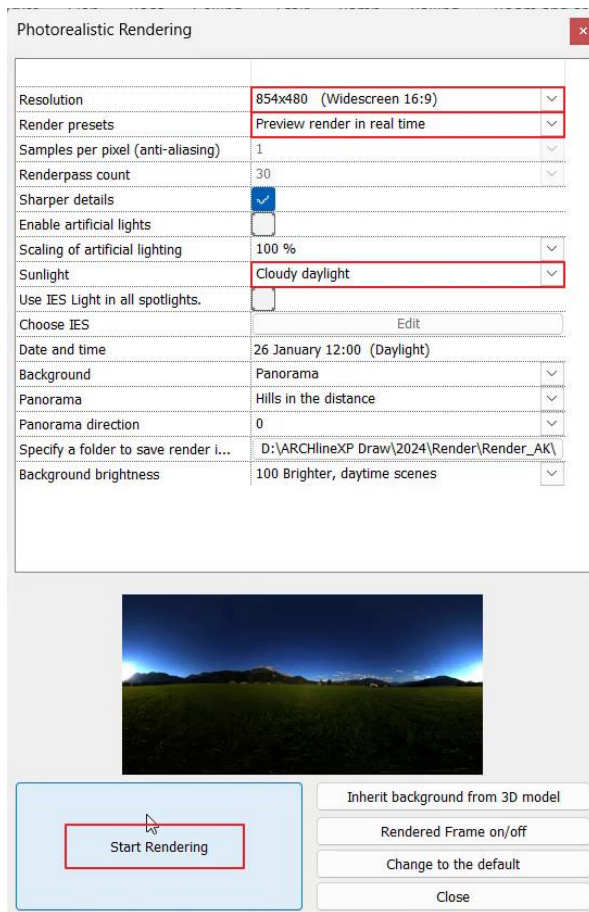 Photorealistic Rendering
Resolution 854x480 (Widescreen 16:9)
Render presets Preview render in real time
Samples per pixel (anti-aliasing) 1
Renderpass count 30
Sharper details
Enable artificial lights
Scaling of artificial lighting 100 %
Sunlight Cloudy daylight
Use IES Light in all spotlights.
Choose IES Edit
Date and time 26 January 12:00 (Daylight)
Background Panorama
Panorama Hills in the distance
Panorama direction 0
Specify a folder to save render i... D:\ARCHlineXP Draw\2024\Render\Render_AK\
Background brightness 100 Brighter, daytime scenes
Inherit background from 3D model
Start Rendering
Rendered Frame on/off
Change to the default
Close